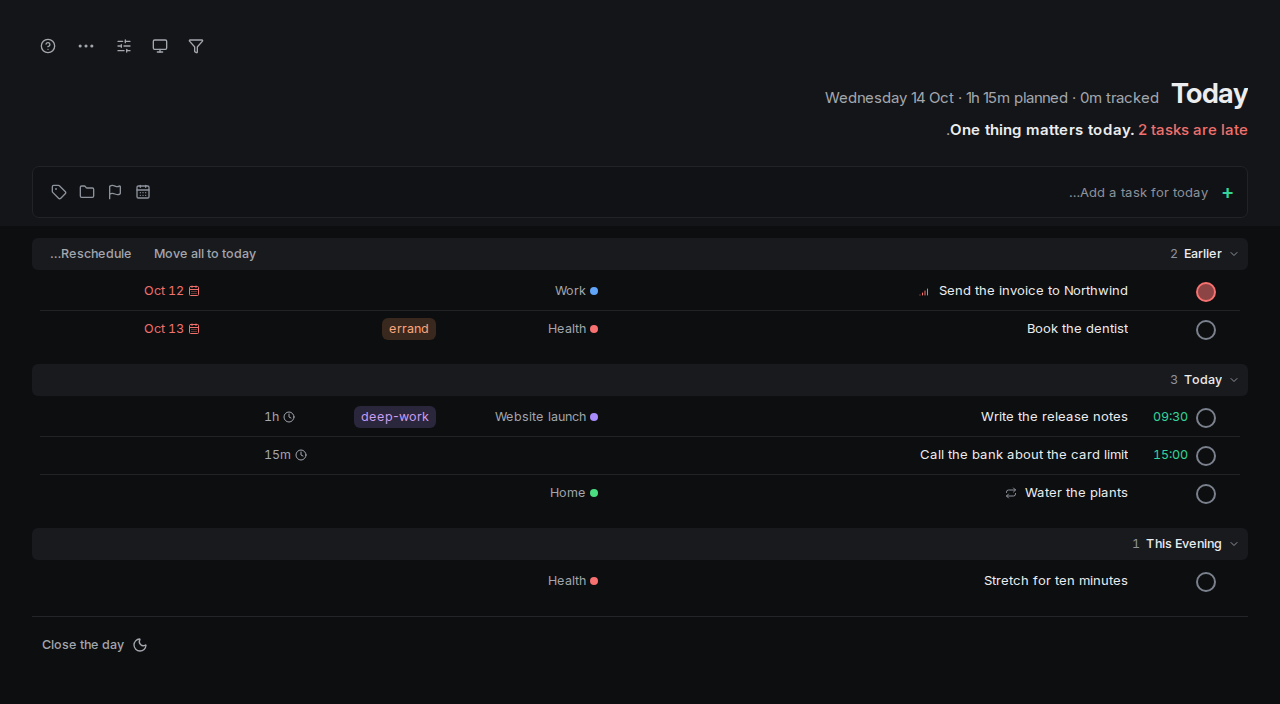 Today Wednesday 14 Oct · 1h 15m planned · 0m tracked
One thing matters today. 2 tasks are late.
+ Add a task for today...
Earlier 2 Move all to today Reschedule...
Send the invoice to Northwind Work Oct 12
Book the dentist Health errand Oct 13
Today 3
09:30 Write the release notes Website launch deep-work 1h
15:00 Call the bank about the card limit 15m
Water the plants Home
This Evening 1
Stretch for ten minutes Health
Close the day